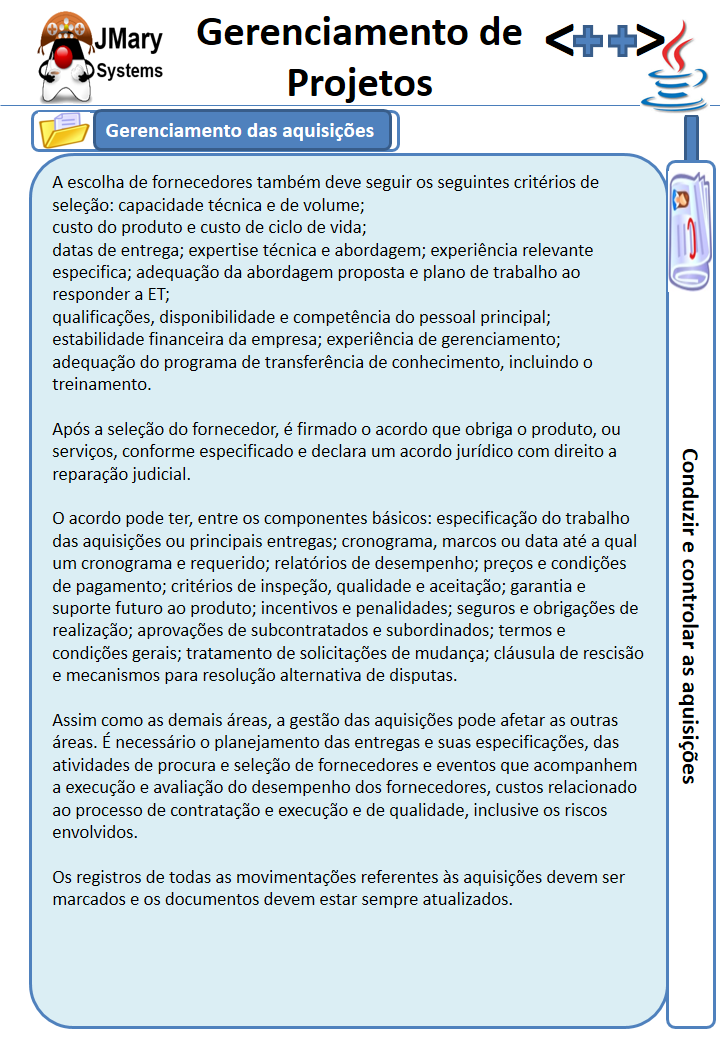 JMary
Systems
Gerenciamento de
Projetos
<++>
Gerenciamento das aquisições
A escolha de fornecedores também deve seguir os seguintes critérios de
seleção: capacidade técnica e de volume;
custo do produto e custo de ciclo de vida;
datas de entrega; expertise técnica e abordagem; experiência relevante
especifica; adequação da abordagem proposta e plano de trabalho ao
responder a ET;
qualificações, disponibilidade e competência do pessoal principal;
estabilidade financeira da empresa; experiência de gerenciamento;
adequação do programa de transferência de conhecimento, incluindo o
treinamento.
Após a seleção do fornecedor, é firmado o acordo que obriga o produto, ou
serviços, conforme especificado e declara um acordo jurídico com direito a
reparação judicial.
O acordo pode ter, entre os componentes básicos: especificação do trabalho
das aquisições ou principais entregas; cronograma, marcos ou data até a qual
um cronograma e requerido; relatórios de desempenho; preços e condições
de pagamento; critérios de inspeção, qualidade e aceitação; garantia e
suporte futuro ao produto; incentivos e penalidades; seguros e obrigações de
realização; aprovações de subcontratados e subordinados; termos e
condições gerais; tratamento de solicitações de mudança; cláusula de rescisão
e mecanismos para resolução alternativa de disputas.
Assim como as demais áreas, a gestão das aquisições pode afetar as outras
áreas. É necessário o planejamento das entregas e suas especificações, das
atividades de procura e seleção de fornecedores e eventos que acompanhem
a execução e avaliação do desempenho dos fornecedores, custos relacionado
ao processo de contratação e execução e de qualidade, inclusive os riscos
envolvidos.
Os registros de todas as movimentações referentes às aquisições devem ser
marcados e os documentos devem estar sempre atualizados.
Conduzir e controlar as aquisições